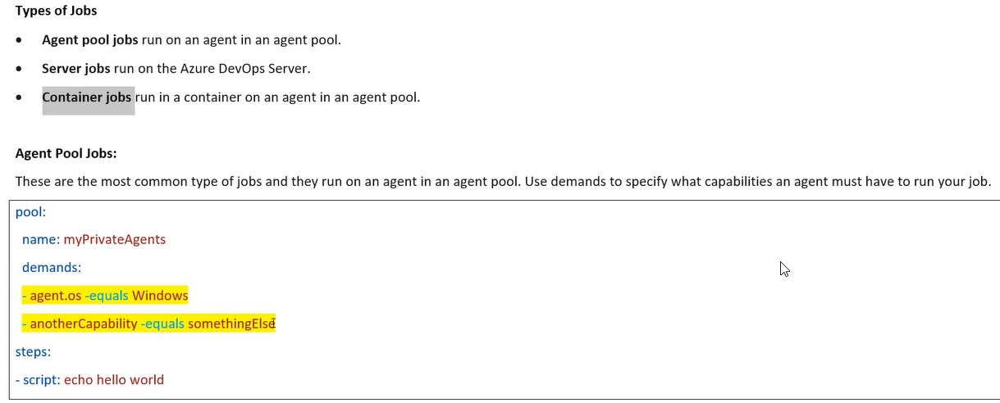 Types of Jobs
• Agent pool jobs run on an agent in an agent pool.
• Server jobs run on the Azure DevOps Server.
• Container jobs run in a container on an agent in an agent pool.
Agent Pool Jobs:
These are the most common type of jobs and they run on an agent in an agent pool. Use demands to specify what capabilities an agent must have to run your job.
pool:
  name: myPrivateAgents
  demands:
  - agent.os -equals Windows
  - anotherCapability -equals somethingElse
steps:
- script: echo hello world